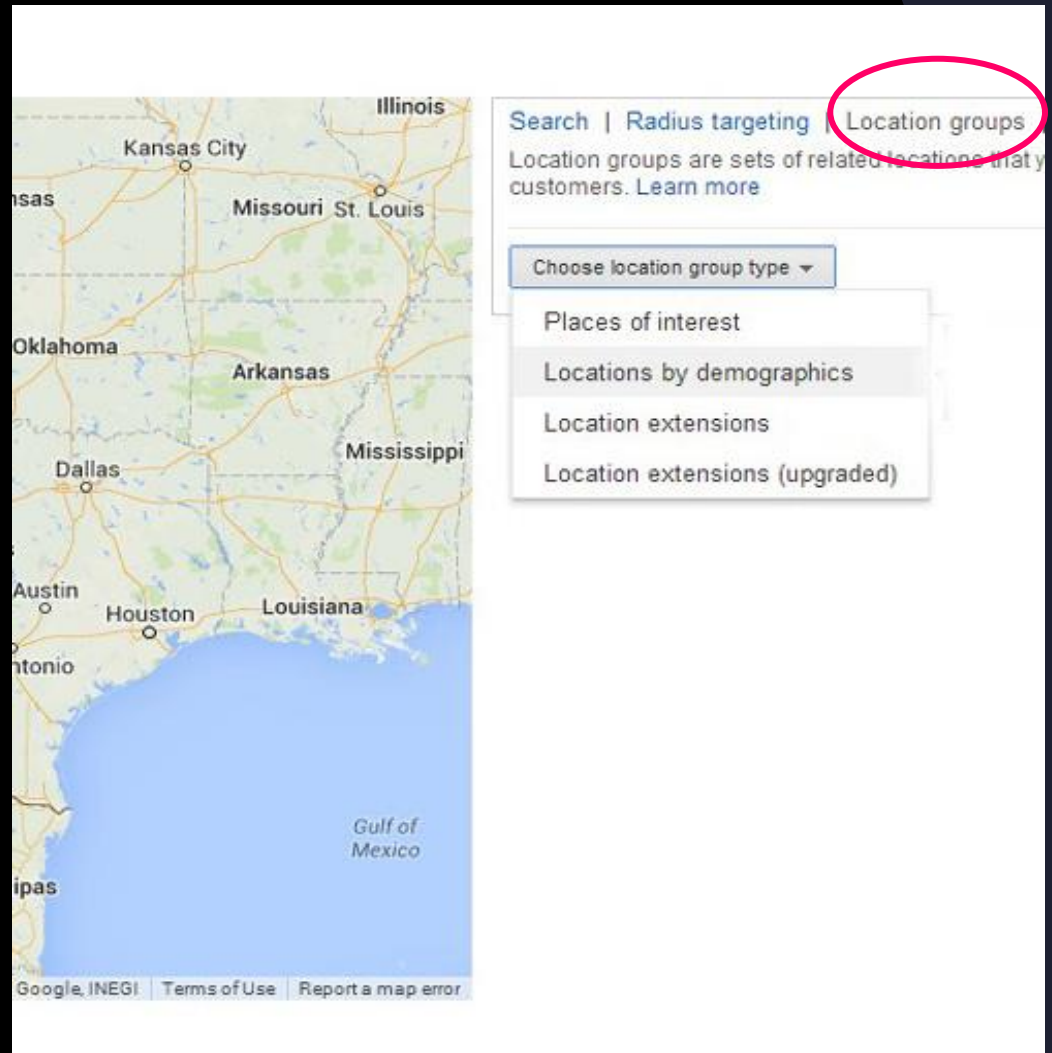 Illinois
Kansas City
nsas
Missouri St. Louis
Oklahoma
Arkansas
Mississippi
Dallas
Austin
Houston
Louisiana
ntonio
Gulf of
Mexico
ipas
Google, INEGI Terms of Use Report a map error
Search | Radius targeting | Location groups
Location groups are sets of related locations that y
customers. Learn more
Choose location group type
Places of interest
Locations by demographics
Location extensions
Location extensions (upgraded)